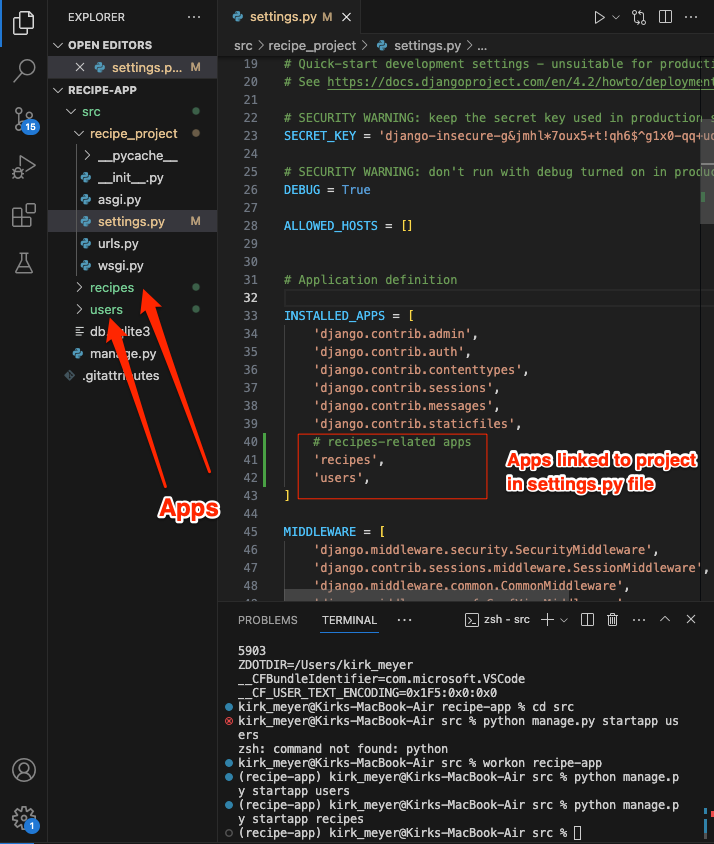 EXPLORER
OPEN EDITORS
settings.p... M
15
RECIPE-APP
src
recipe_project
__pycache__
__init__.py
asgi.py
settings.py M
urls.py
wsgi.py
recipes
users
manage.py
.gitattributes
Apps
1
settings.py M
src > recipe_project > settings.py > ...
19 # Quick-start development settings - unsuitable for
20 # See https://docs.djangoproject.com/en/4.2/howto/deployment
21
22 # SECURITY WARNING: keep the secret key used in production
23 SECRET_KEY = 'django-insecure-g&jmhl*7oux5+t!qh6$^g1x0-qq+
24
25 # SECURITY WARNING: don't run with debug turned on in
26 DEBUG = True
27
28 ALLOWED_HOSTS = []
29
30
31 # Application definition
32
33 INSTALLED_APPS = [
34 'django.contrib.admin',
35 'django.contrib.auth',
36 'django.contrib.contenttypes',
37 'django.contrib.sessions',
38 'django.contrib.messages',
39 'django.contrib.staticfiles',
40 # recipes-related apps
41 'recipes',
42 'users',
43 ]
Apps linked to project
in settings.py file
44
45 MIDDLEWARE = [
46 'django.middleware.security.SecurityMiddleware',
47 'django.contrib.sessions.middleware.SessionMiddleware',
48 'django.middleware.common.CommonMiddleware',
PROBLEMS TERMINAL ... zsh - src
5903
ZDOTDIR=/Users/kirk_meyer
__CFBundleIdentifier=com.microsoft.VSCode
__CF_USER_TEXT_ENCODING=0x1F5:0x0:0x0
kirk_meyer@Kirks-MacBook-Air recipe-app % cd src
kirk_meyer@Kirks-MacBook-Air src % python manage.py startapp us
ers
zsh: command not found: python
kirk_meyer@Kirks-MacBook-Air src % workon recipe-app
(recipe-app) kirk_meyer@Kirks-MacBook-Air src % python manage.p
y startapp users
(recipe-app) kirk_meyer@Kirks-MacBook-Air src % python manage.p
y startapp recipes
(recipe-app) kirk_meyer@Kirks-MacBook-Air src %